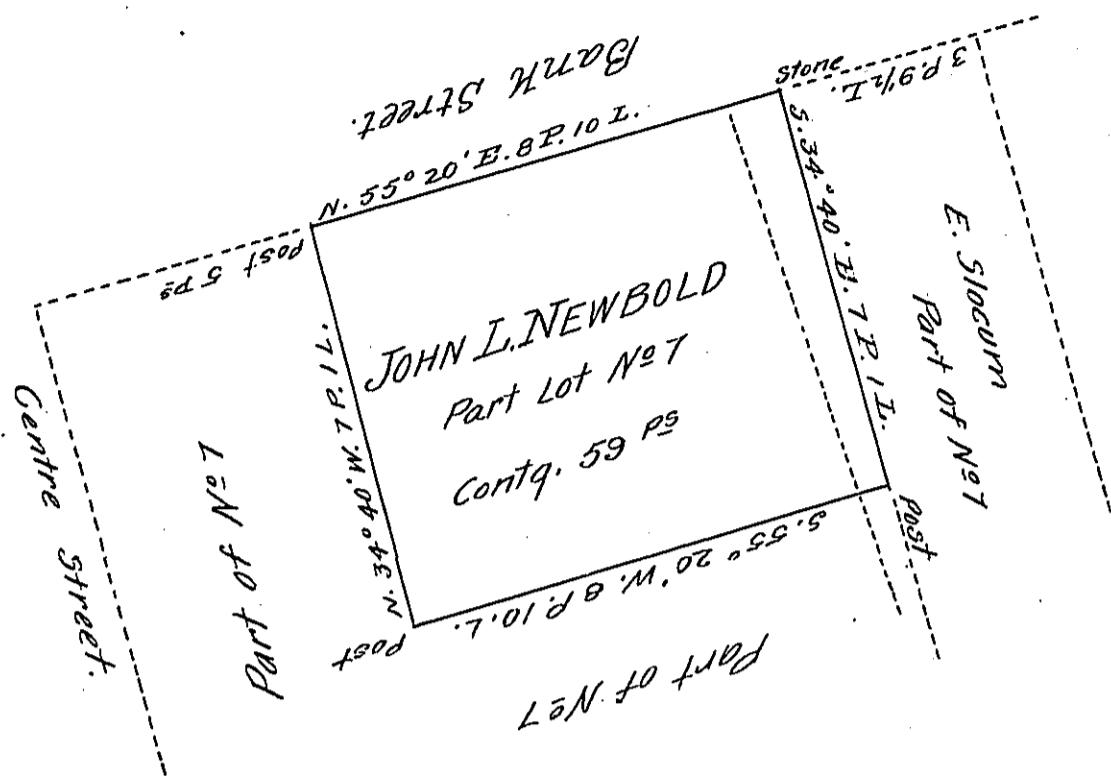 Bank Street.
Stone
3 P. 9½ L.
N. 55° 20' E. 8 P. 10 L.
Post 5 Ps
S. 34° 40' E. 7 P. 1 L.
E. Slocum
Part of No 7
JOHN L. NEWBOLD
Part Lot No 7
Contg. 59 Ps
N. 34° 40' W. 7 P. 1 L.
Centre Street.
Part of No 7
S. 55° 20' W. 8 P. 10. L.
Post
Post
Part of No 7